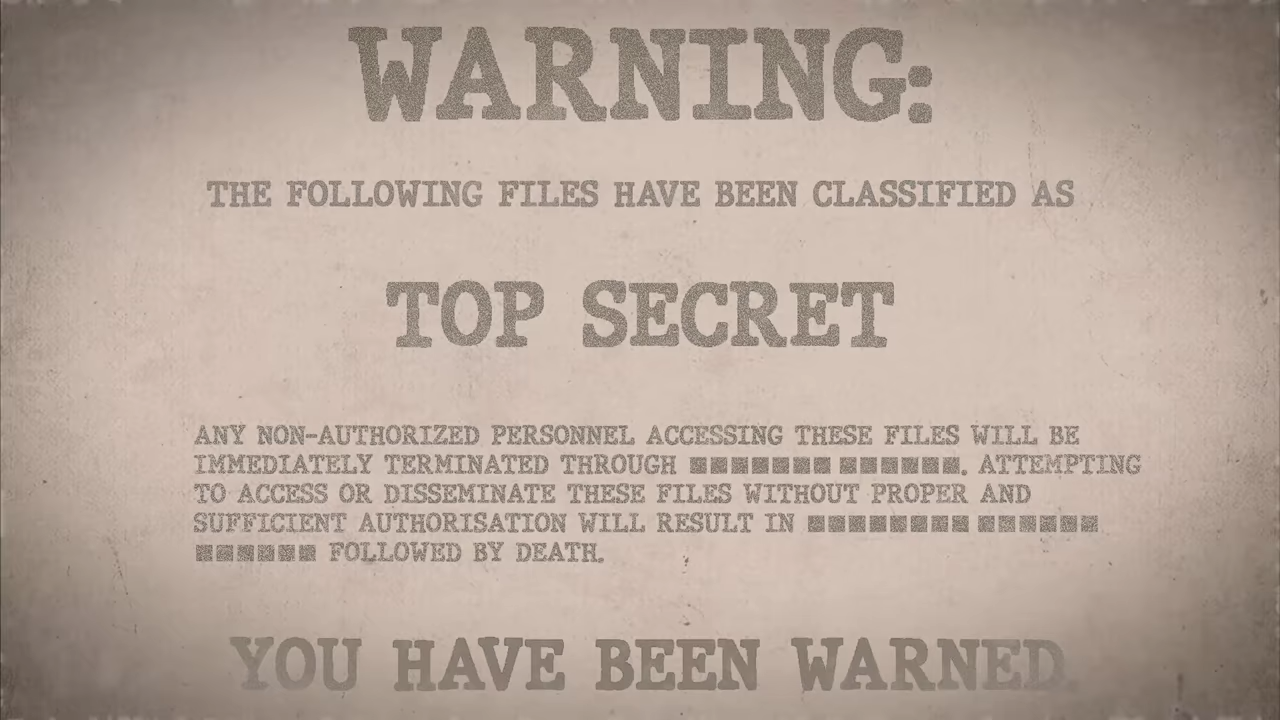 WARNING:
THE FOLLOWING FILES HAVE BEEN CLASSIFIED AS
TOP SECRET
ANY NON-AUTHORIZED PERSONNEL ACCESSING THESE FILES WILL BE
IMMEDIATELY TERMINATED THROUGH ■■■■■■■ ■■■■■■. ATTEMPTING
TO ACCESS OR DISSEMINATE THESE FILES WITHOUT PROPER AND
SUFFICIENT AUTHORISATION WILL RESULT IN ■■■■■■■■ ■■■■■■
■■■■■■ FOLLOWED BY DEATH.
YOU HAVE BEEN WARNED.